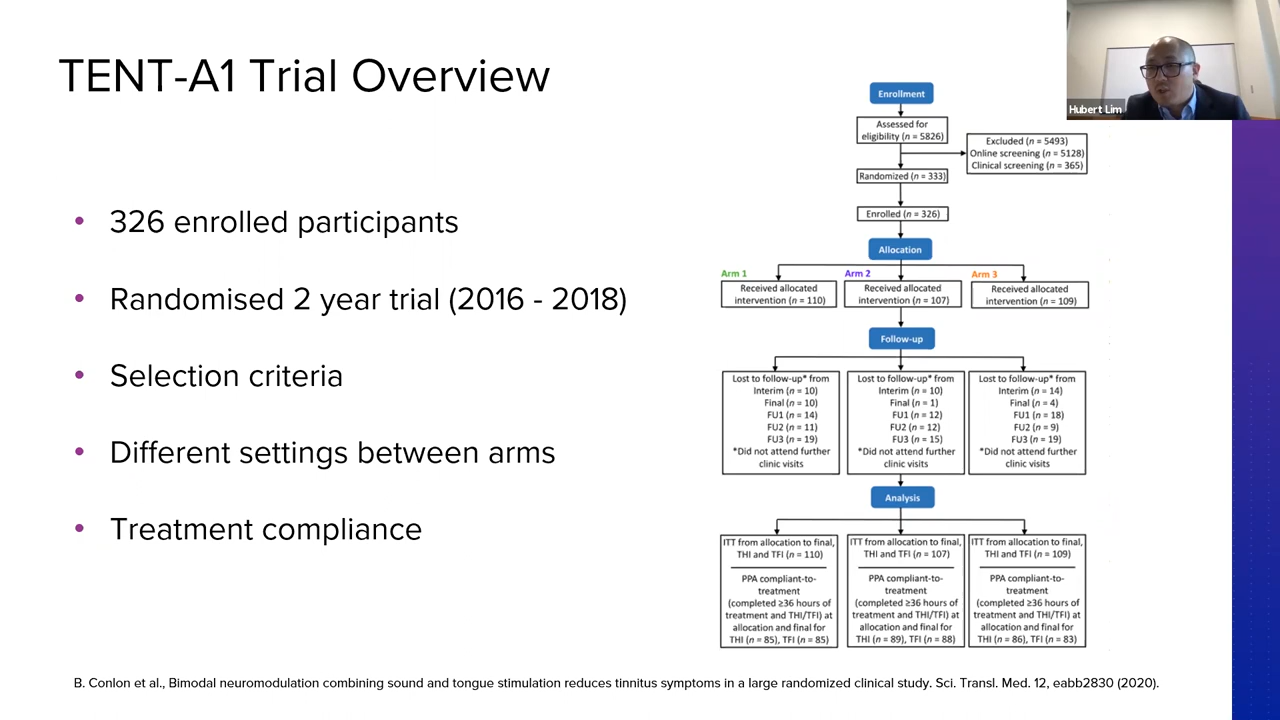 TENT-A1 Trial Overview
Hubert Lim
• 326 enrolled participants
• Randomised 2 year trial (2016 - 2018)
• Selection criteria
• Different settings between arms
• Treatment compliance
Enrollment
Assessed for
eligibility (n = 5826)
Excluded (n = 5493)
Online screening (n = 5128)
Clinical screening (n = 365)
Randomized (n = 333)
Enrolled (n = 326)
Allocation
Arm 1
Received allocated
intervention (n = 110)
Arm 2
Received allocated
intervention (n = 107)
Arm 3
Received allocated
intervention (n = 109)
Follow-up
Lost to follow-up* from
Interim (n = 10)
Final (n = 10)
FU1 (n = 14)
FU2 (n = 11)
FU3 (n = 19)
*Did not attend further
clinic visits
Lost to follow-up* from
Interim (n = 10)
Final (n = 1)
FU1 (n = 12)
FU2 (n = 12)
FU3 (n = 15)
*Did not attend further
clinic visits
Lost to follow-up* from
Interim (n = 14)
Final (n = 4)
FU1 (n = 18)
FU2 (n = 9)
FU3 (n = 19)
*Did not attend further
clinic visits
Analysis
ITT from allocation to final,
THI and TFI (n = 110)
PPA compliant-to-
treatment
(completed ≥36 hours of
treatment and THI/TFI) at
allocation and final for
THI (n = 85), TFI (n = 85)
ITT from allocation to final,
THI and TFI (n = 107)
PPA compliant-to-
treatment
(completed ≥36 hours of
treatment and THI/TFI) at
allocation and final for
THI (n = 89), TFI (n = 88)
ITT from allocation to final,
THI and TFI (n = 109)
PPA compliant-to-
treatment
(completed ≥36 hours of
treatment and THI/TFI) at
allocation and final for
THI (n = 86), TFI (n = 83)
B. Conlon et al., Bimodal neuromodulation combining sound and tongue stimulation reduces tinnitus symptoms in a large randomized clinical study. Sci. Transl. Med. 12, eabb2830 (2020).